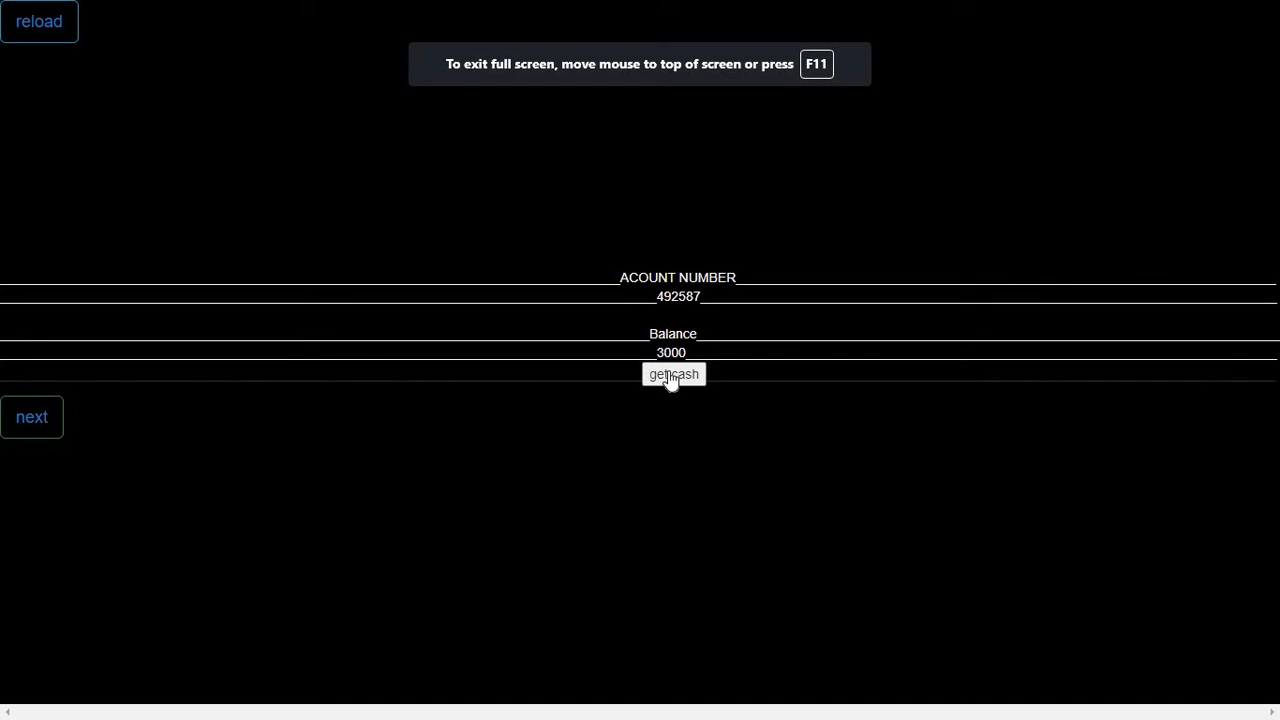 reload
To exit full screen, move mouse to top of screen or press F11
ACOUNT NUMBER
492587
Balance
3000
getcash
next